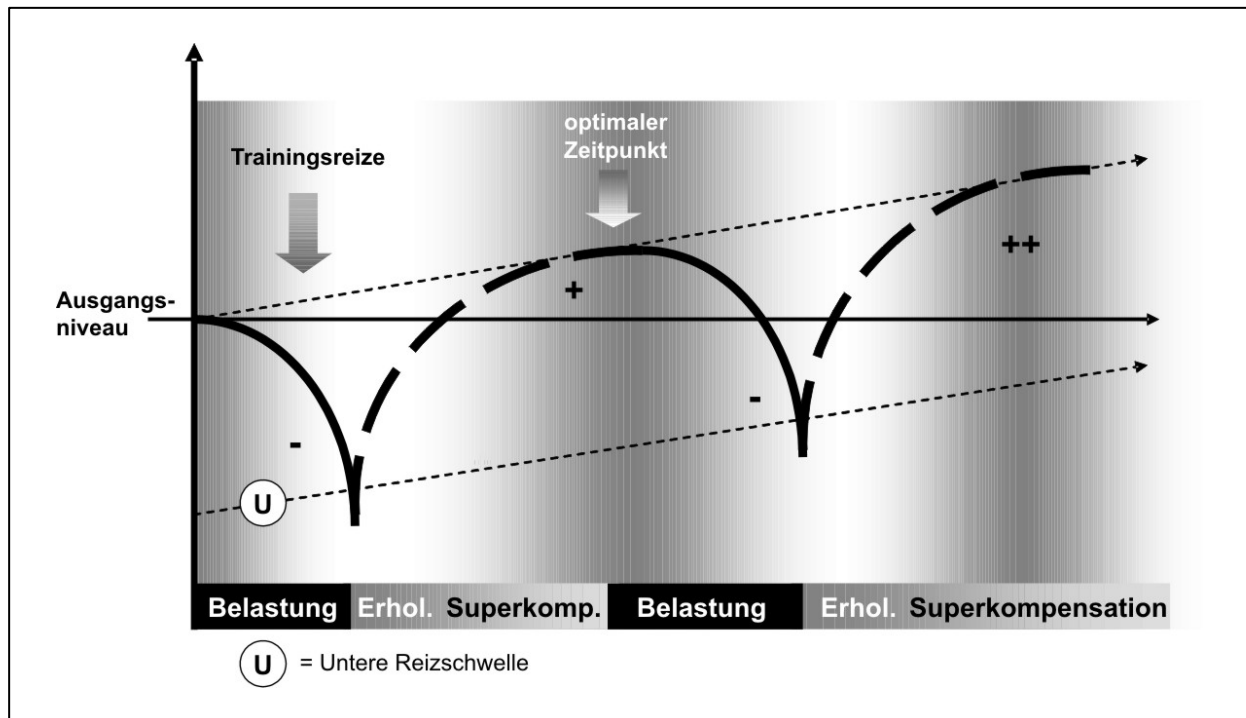 optimaler
Zeitpunkt
Trainingsreize
+
++
Ausgangs-
niveau
-
-
U
Belastung Erhol. Superkomp. Belastung Erhol. Superkompensation
U = Untere Reizschwelle